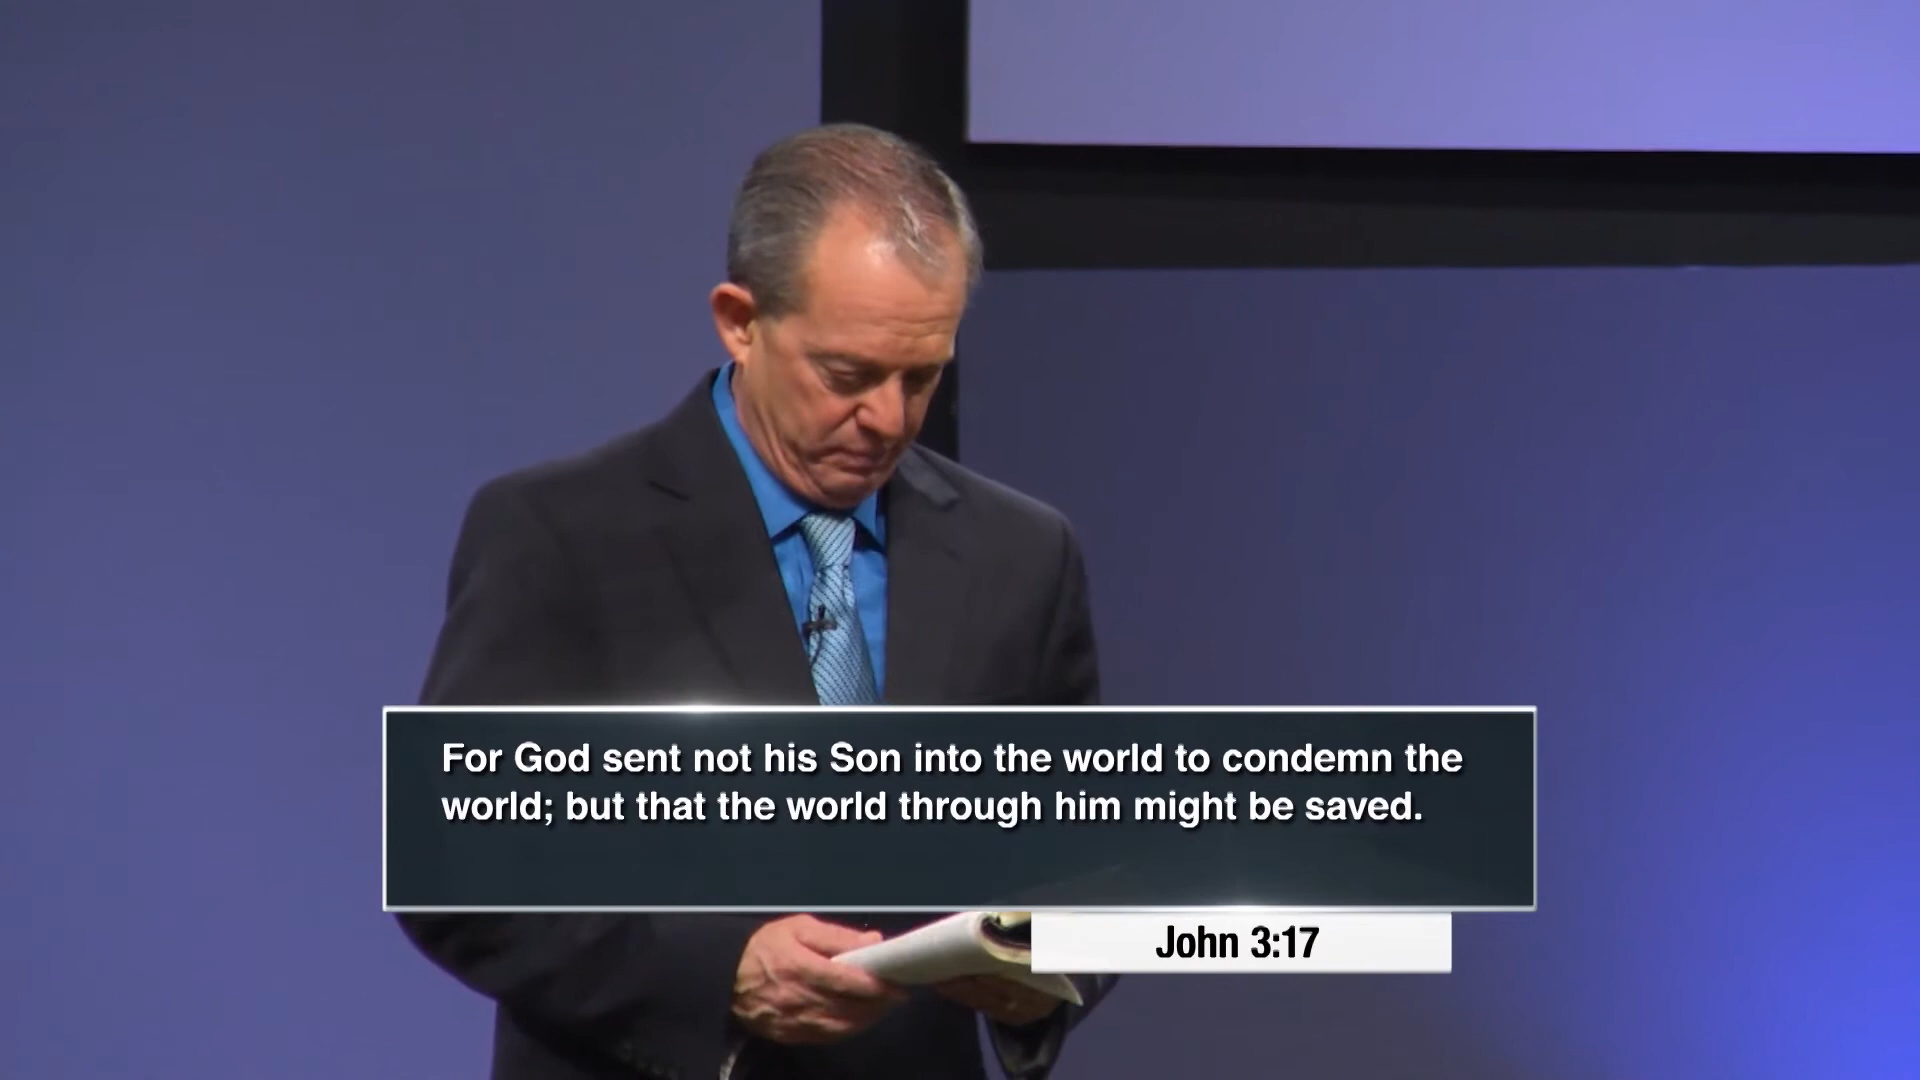 For God sent not his Son into the world to condemn the
world; but that the world through him might be saved.
John 3:17